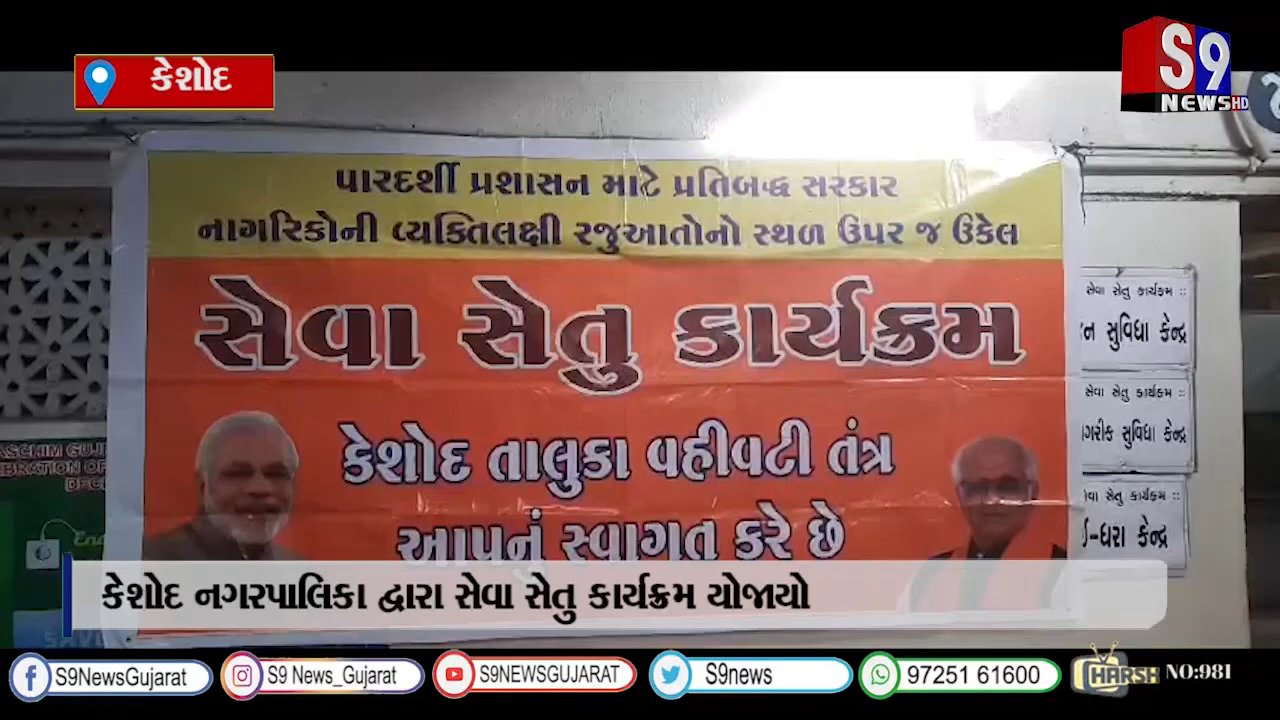 કેશોદ
S9
NEWS HD
પારદર્શી પ્રશાસન માટે પ્રતિબદ્ધ સરકાર
નાગરિકોની વ્યક્તિલક્ષી રજુઆતોનો સ્થળ ઉપર જ ઉકેલ
સેવા સેતુ કાર્યક્રમ
કેશોદ તાલુકા વહીવટી તંત્ર
આપનું સ્વાગત કરે છે
સેવા સેતુ કાર્યક્રમ ::
સુવિધા કેન્દ્ર
સેવા સેતુ કાર્યક્રમ ::
સુવિધા કેન્દ્ર
સેતુ કાર્યક્રમ ::
ધરા કેન્દ્ર
કેશોદ નગરપાલિકા દ્વારા સેવા સેતુ કાર્યક્રમ યોજાયો
S9NewsGujarat
S9 News_Gujarat
S9NEWSGUJARAT
S9news
97251 61600
CHARSH NO:981